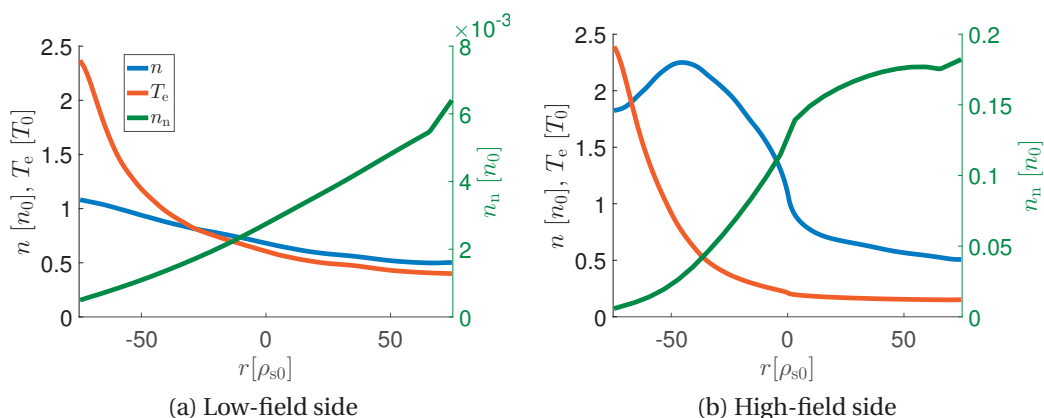 ×10⁻³
2.5
2
1.5
1
0.5
0
n [n₀], Tₑ [T₀]
n
Tₑ
nₙ
8
6
4
2
0
nₙ [n₀]
-50 0 50
r[ρₛ₀]
(a) Low-field side
2.5
2
1.5
1
0.5
0
n [n₀], Tₑ [T₀]
0.2
0.15
0.1
0.05
0
nₙ [n₀]
-50 0 50
r[ρₛ₀]
(b) High-field side